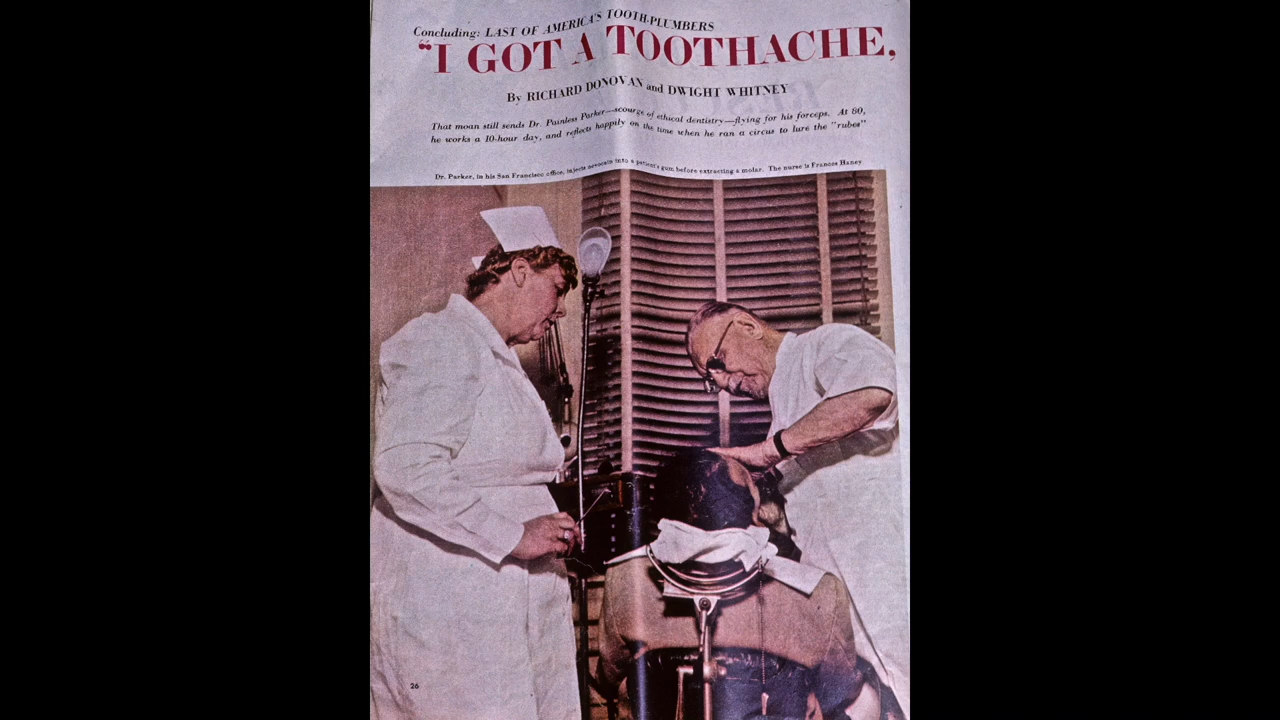 Concluding: LAST OF AMERICA'S TOOTH-PLUMBERS
“I GOT A TOOTHACHE,
By RICHARD DONOVAN and DWIGHT WHITNEY
That moan still sends Dr. Painless Parker—scourge of ethical dentistry—flying for his forceps. At 80,
he works a 10-hour day, and reflects happily on the time when he ran a circus to lure the "rubes"
Dr. Parker, in his San Francisco office, injects novocain into a patient's gum before extracting a molar. The nurse is Frances Haney
26